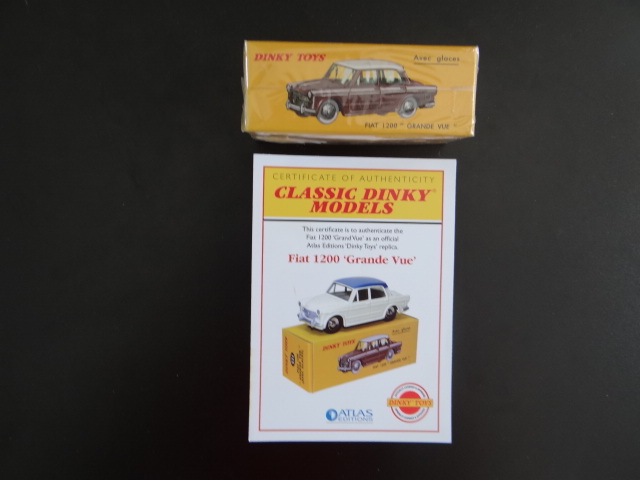 DINKY TOYS
Avec glaces
FIAT 1200 " GRANDE VUE "
CERTIFICATE OF AUTHENTICITY
CLASSIC DINKY®
MODELS
This certificate is to authenticate the
Fiat 1200 'GrandVue' as an official
Atlas Editions 'Dinky Toys' replica.
Fiat 1200 ‘Grande Vue’
DINKY TOYS
DINKY TOYS
ATLAS
EDITIONS